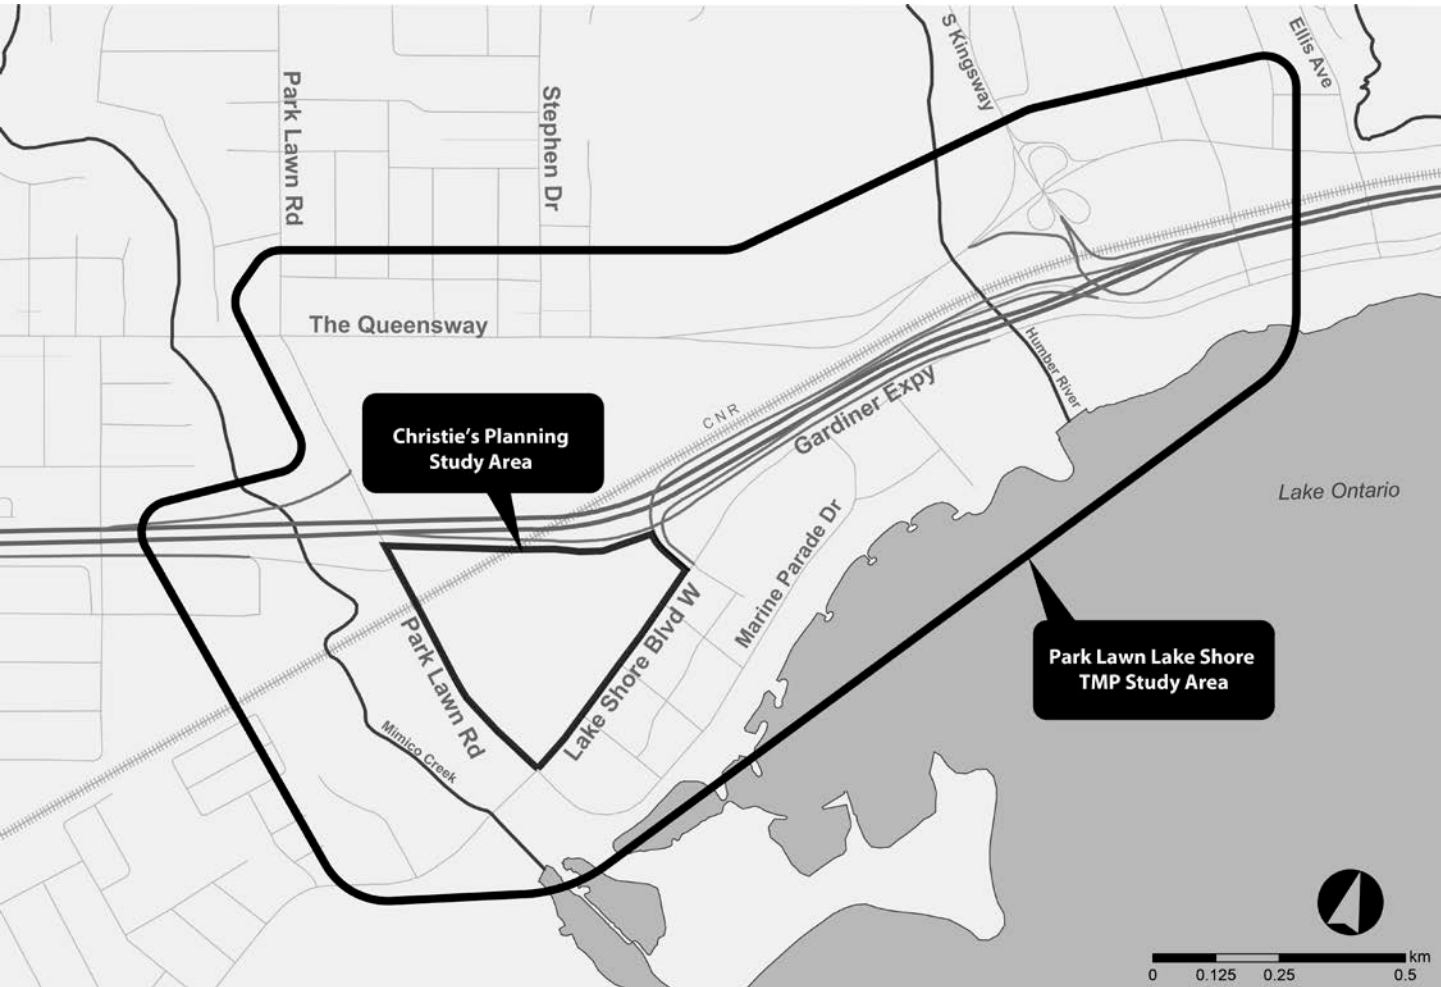 S Kingsway
Ellis Ave
Park Lawn Rd
Stephen Dr
The Queensway
Humber River
CNR
Gardiner Expy
Christie's Planning
Study Area
Lake Ontario
Marine Parade Dr
Park Lawn Rd
Lake Shore Blvd W
Park Lawn Lake Shore
TMP Study Area
Mimico Creek
km
0 0.125 0.25 0.5